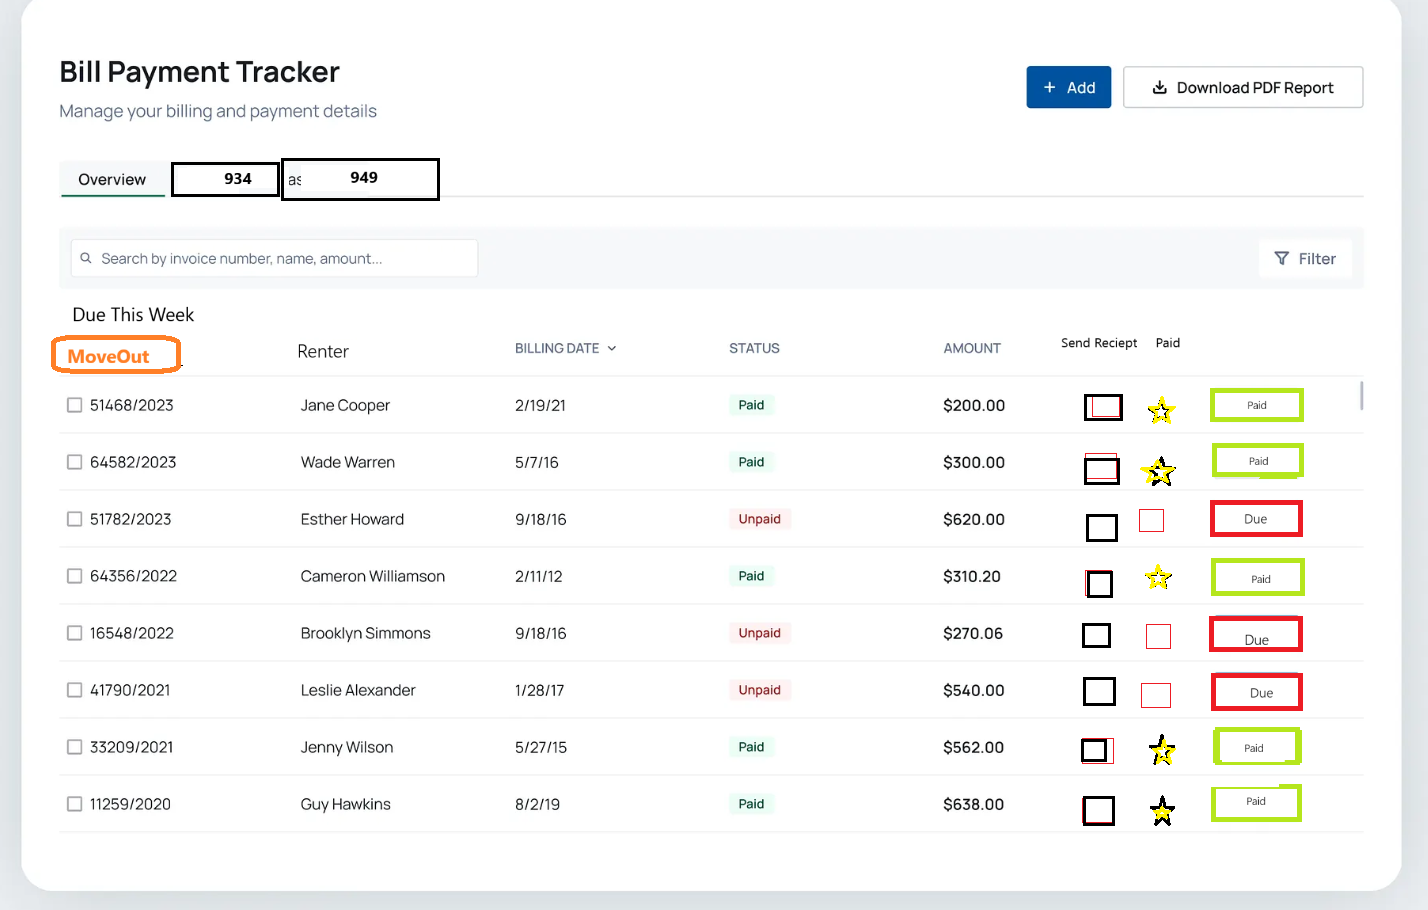 Bill Payment Tracker
Manage your billing and payment details
+ Add
Download PDF Report
Overview
934
as
949
Search by invoice number, name, amount...
Filter
Due This Week
MoveOut Renter BILLING DATE STATUS AMOUNT Send Reciept Paid
51468/2023 Jane Cooper 2/19/21 Paid $200.00 Paid
64582/2023 Wade Warren 5/7/16 Paid $300.00 Paid
51782/2023 Esther Howard 9/18/16 Unpaid $620.00 Due
64356/2022 Cameron Williamson 2/11/12 Paid $310.20 Paid
16548/2022 Brooklyn Simmons 9/18/16 Unpaid $270.06 Due
41790/2021 Leslie Alexander 1/28/17 Unpaid $540.00 Due
33209/2021 Jenny Wilson 5/27/15 Paid $562.00 Paid
11259/2020 Guy Hawkins 8/2/19 Paid $638.00 Paid